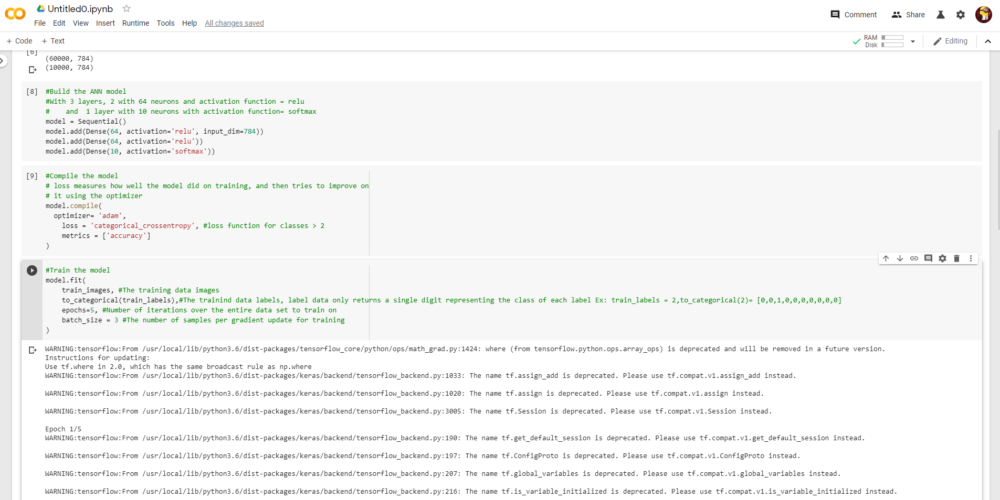 Untitled0.ipynb
File Edit View Insert Runtime Tools Help All changes saved
Comment Share
+ Code + Text
RAM
Disk
Editing
[6]
(60000, 784)
(10000, 784)
[8] #Build the ANN model
#With 3 layers, 2 with 64 neurons and activation function = relu
#    and  1 layer with 10 neurons with activation function= softmax
model = Sequential()
model.add(Dense(64, activation='relu', input_dim=784))
model.add(Dense(64, activation='relu'))
model.add(Dense(10, activation='softmax'))
[9] #Compile the model
# loss measures how well the model did on training, and then tries to improve on
# it using the optimizer
model.compile(
  optimizer= 'adam',
    loss = 'categorical_crossentropy', #loss function for classes > 2
    metrics = ['accuracy']
)
#Train the model
model.fit(
    train_images, #The training data images
    to_categorical(train_labels),#The trainind data labels, label data only returns a single digit representing the class of each label Ex: train_labels = 2,to_categorical(2)= [0,0,1,0,0,0,0,0,0,0]
    epochs=5, #Number of iterations over the entire data set to train on
    batch_size = 3 #The number of samples per gradient update for training
)
WARNING:tensorflow:From /usr/local/lib/python3.6/dist-packages/tensorflow_core/python/ops/math_grad.py:1424: where (from tensorflow.python.ops.array_ops) is deprecated and will be removed in a future version.
Instructions for updating:
Use tf.where in 2.0, which has the same broadcast rule as np.where
WARNING:tensorflow:From /usr/local/lib/python3.6/dist-packages/keras/backend/tensorflow_backend.py:1033: The name tf.assign_add is deprecated. Please use tf.compat.v1.assign_add instead.
WARNING:tensorflow:From /usr/local/lib/python3.6/dist-packages/keras/backend/tensorflow_backend.py:1020: The name tf.assign is deprecated. Please use tf.compat.v1.assign instead.
WARNING:tensorflow:From /usr/local/lib/python3.6/dist-packages/keras/backend/tensorflow_backend.py:3005: The name tf.Session is deprecated. Please use tf.compat.v1.Session instead.
Epoch 1/5
WARNING:tensorflow:From /usr/local/lib/python3.6/dist-packages/keras/backend/tensorflow_backend.py:190: The name tf.get_default_session is deprecated. Please use tf.compat.v1.get_default_session instead.
WARNING:tensorflow:From /usr/local/lib/python3.6/dist-packages/keras/backend/tensorflow_backend.py:197: The name tf.ConfigProto is deprecated. Please use tf.compat.v1.ConfigProto instead.
WARNING:tensorflow:From /usr/local/lib/python3.6/dist-packages/keras/backend/tensorflow_backend.py:207: The name tf.global_variables is deprecated. Please use tf.compat.v1.global_variables instead.
WARNING:tensorflow:From /usr/local/lib/python3.6/dist-packages/keras/backend/tensorflow_backend.py:216: The name tf.is_variable_initialized is deprecated. Please use tf.compat.v1.is_variable_initialized instead.